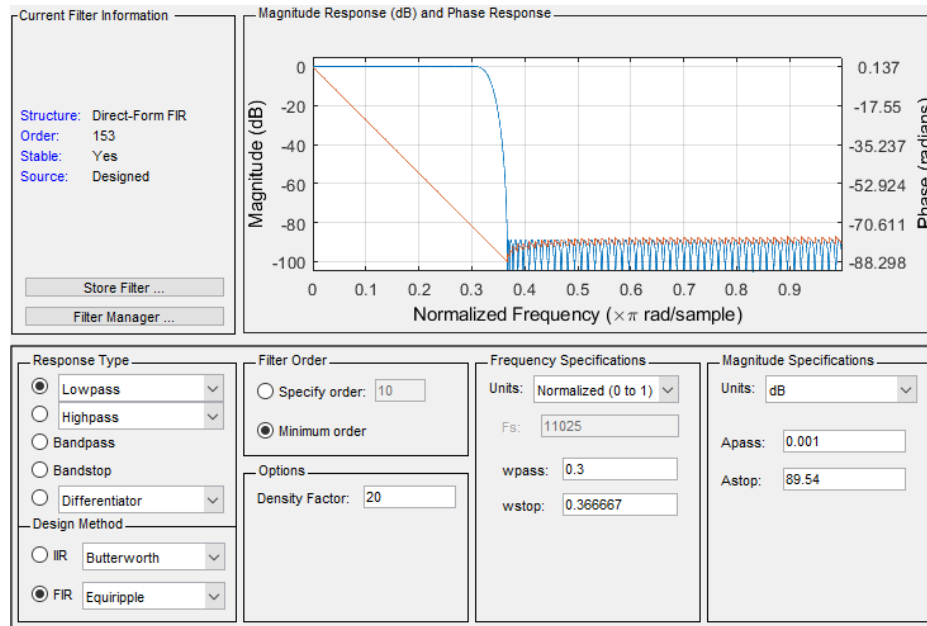 Current Filter Information
Structure: Direct-Form FIR
Order: 153
Stable: Yes
Source: Designed
Store Filter ...
Filter Manager ...
Magnitude Response (dB) and Phase Response
Magnitude (dB)
0
-20
-40
-60
-80
-100
0 0.1 0.2 0.3 0.4 0.5 0.6 0.7 0.8 0.9
Normalized Frequency (×π rad/sample)
0.137
-17.55
-35.237
-52.924
-70.611
-88.298
Phase (radians)
Response Type
Lowpass
Highpass
Bandpass
Bandstop
Differentiator
Design Method
IIR Butterworth
FIR Equiripple
Filter Order
Specify order: 10
Minimum order
Options
Density Factor: 20
Frequency Specifications
Units: Normalized (0 to 1)
Fs: 11025
wpass: 0.3
wstop: 0.366667
Magnitude Specifications
Units: dB
Apass: 0.001
Astop: 89.54